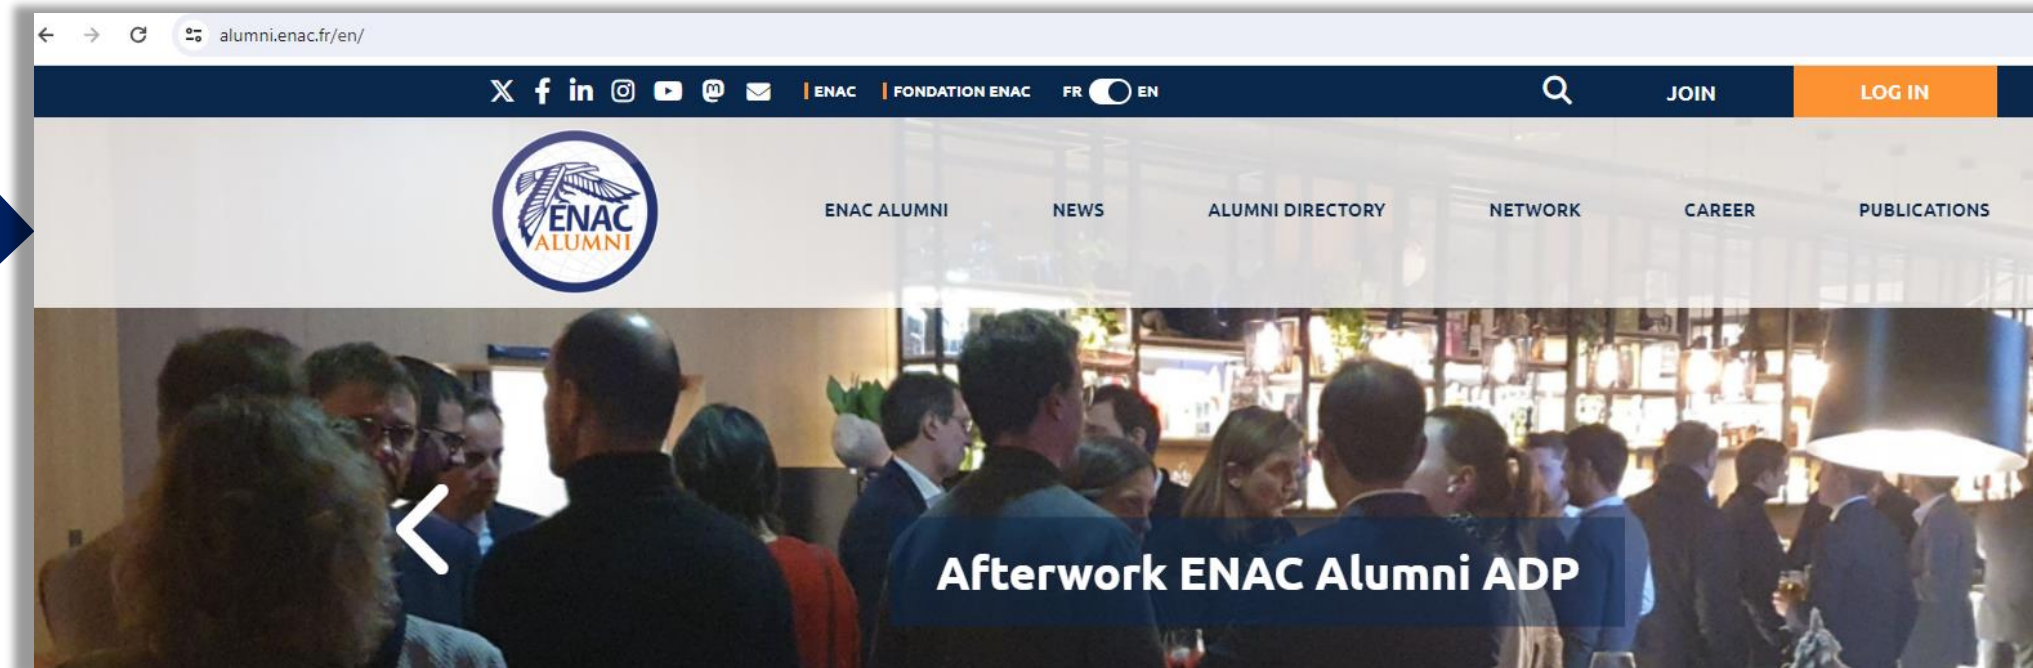 alumni.enac.fr/en/
ENAC FONDATION ENAC FR EN JOIN LOG IN
ENAC
ALUMNI
ENAC ALUMNI NEWS ALUMNI DIRECTORY NETWORK CAREER PUBLICATIONS
Afterwork ENAC Alumni ADP